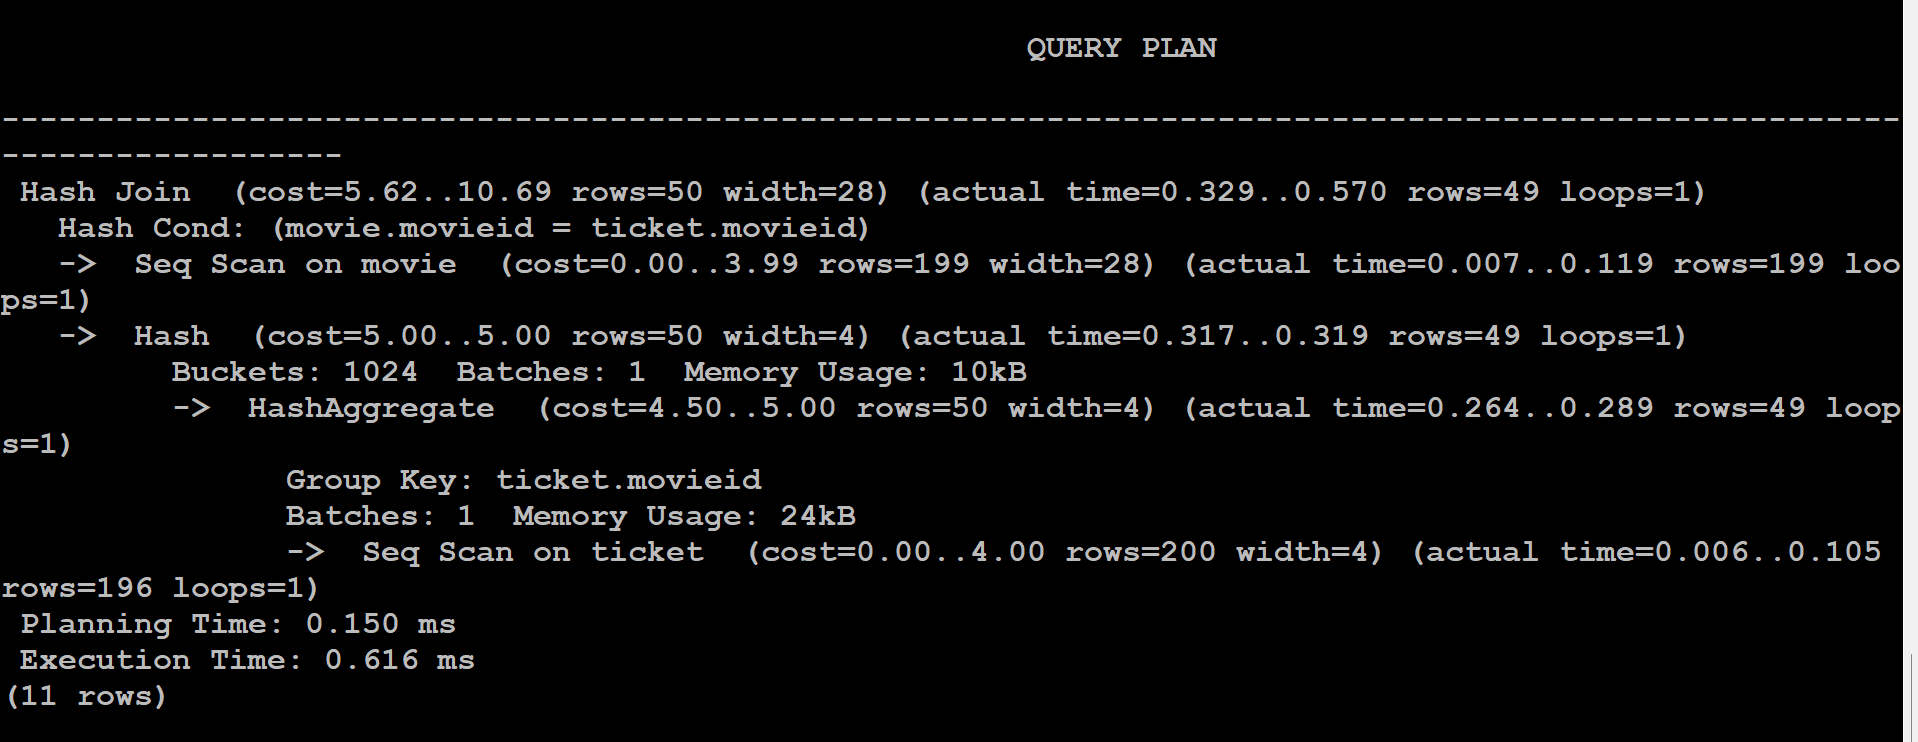 QUERY PLAN
----------------------------------------------------------------------------------------------------
------------------
 Hash Join  (cost=5.62..10.69 rows=50 width=28) (actual time=0.329..0.570 rows=49 loops=1)
   Hash Cond: (movie.movieid = ticket.movieid)
   ->  Seq Scan on movie  (cost=0.00..3.99 rows=199 width=28) (actual time=0.007..0.119 rows=199 loo
ps=1)
   ->  Hash  (cost=5.00..5.00 rows=50 width=4) (actual time=0.317..0.319 rows=49 loops=1)
         Buckets: 1024  Batches: 1  Memory Usage: 10kB
         ->  HashAggregate  (cost=4.50..5.00 rows=50 width=4) (actual time=0.264..0.289 rows=49 loop
s=1)
               Group Key: ticket.movieid
               Batches: 1  Memory Usage: 24kB
               ->  Seq Scan on ticket  (cost=0.00..4.00 rows=200 width=4) (actual time=0.006..0.105
rows=196 loops=1)
 Planning Time: 0.150 ms
 Execution Time: 0.616 ms
(11 rows)